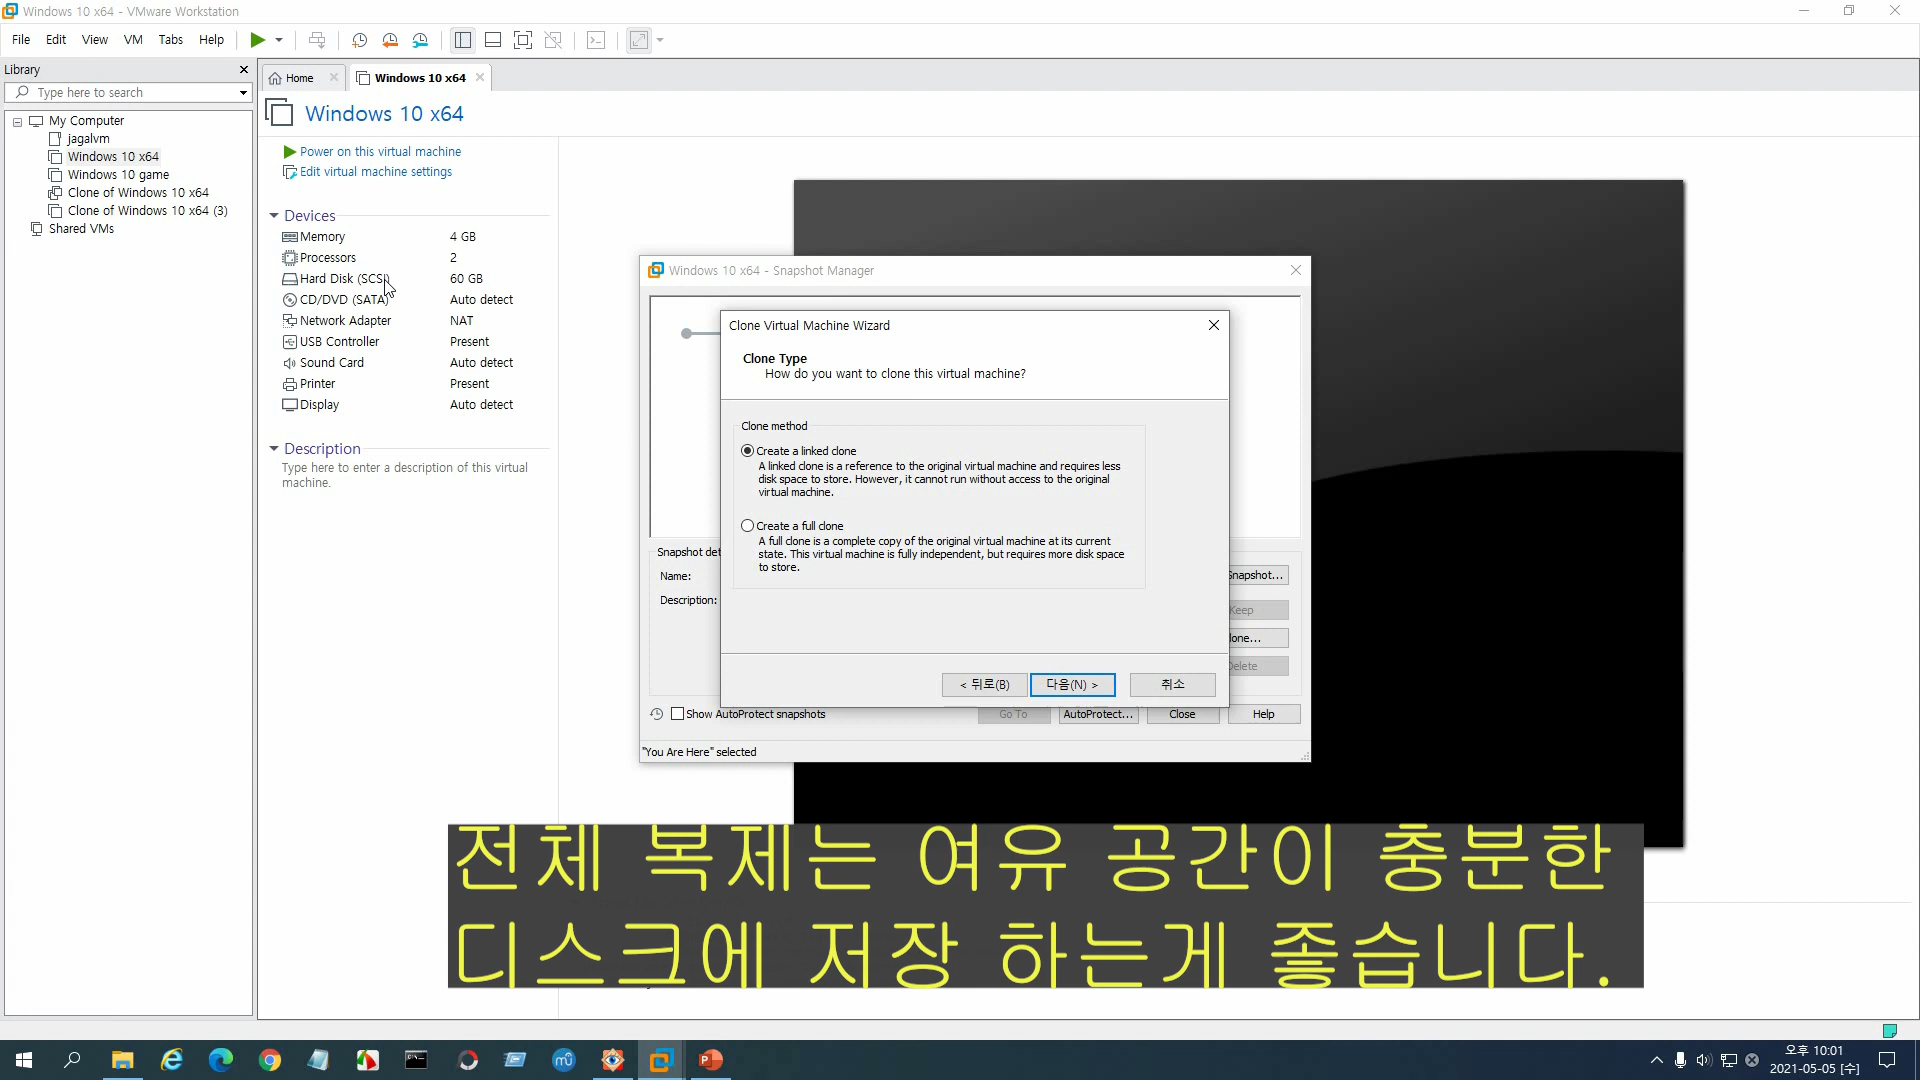 Windows 10 x64 - VMware Workstation
File Edit View VM Tabs Help
Library
Type here to search
My Computer
jagalvm
Windows 10 x64
Windows 10 game
Clone of Windows 10 x64
Clone of Windows 10 x64 (3)
Shared VMs
Home
Windows 10 x64
Windows 10 x64
Power on this virtual machine
Edit virtual machine settings
Devices
Memory 4 GB
Processors 2
Hard Disk (SCSI) 60 GB
CD/DVD (SATA) Auto detect
Network Adapter NAT
USB Controller Present
Sound Card Auto detect
Printer Present
Display Auto detect
Description
Type here to enter a description of this virtual
machine.
Windows 10 x64 - Snapshot Manager
Clone Virtual Machine Wizard
Clone Type
How do you want to clone this virtual machine?
Clone method
Create a linked clone
A linked clone is a reference to the original virtual machine and requires less
disk space to store. However, it cannot run without access to the original
virtual machine.
Create a full clone
A full clone is a complete copy of the original virtual machine at its current
state. This virtual machine is fully independent, but requires more disk space
to store.
< 뒤로(B) 다음(N) > 취소
Snapshot det
Name:
Description:
Snapshot...
Keep
lone...
Delete
Show AutoProtect snapshots
Go To AutoProtect... Close Help
"You Are Here" selected
전체 복제는 여유 공간이 충분한
디스크에 저장 하는게 좋습니다.
오후 10:01
2021-05-05 [수]